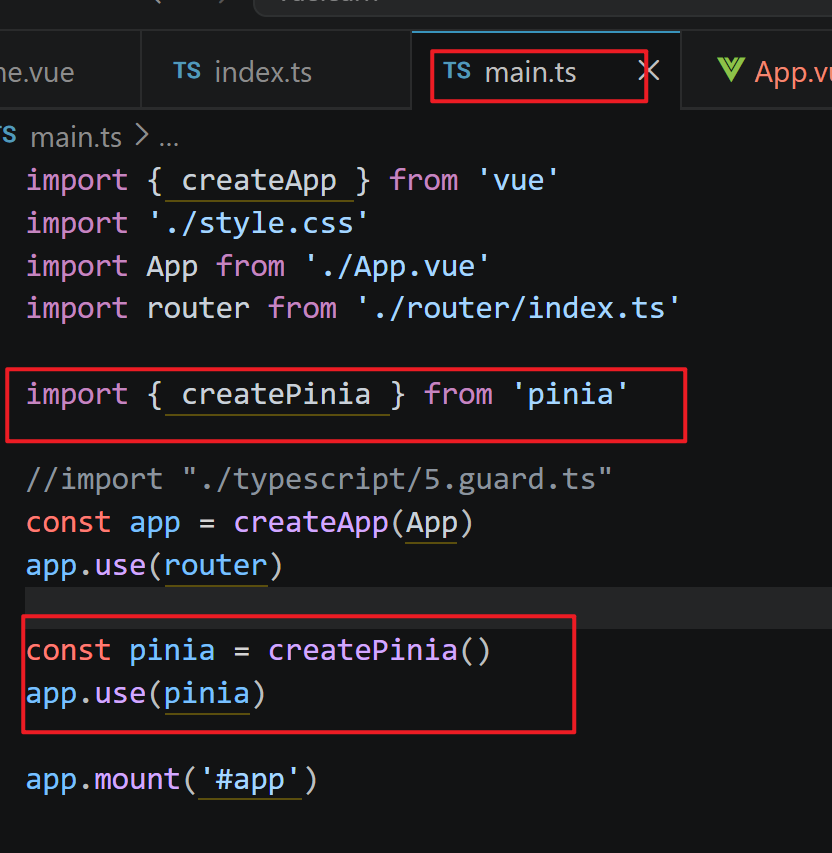 ne.vue
TS index.ts
TS main.ts
App.vu
TS main.ts > ...
import { createApp } from 'vue'
import './style.css'
import App from './App.vue'
import router from './router/index.ts'
import { createPinia } from 'pinia'
//import "./typescript/5.guard.ts"
const app = createApp(App)
app.use(router)
const pinia = createPinia()
app.use(pinia)
app.mount('#app')